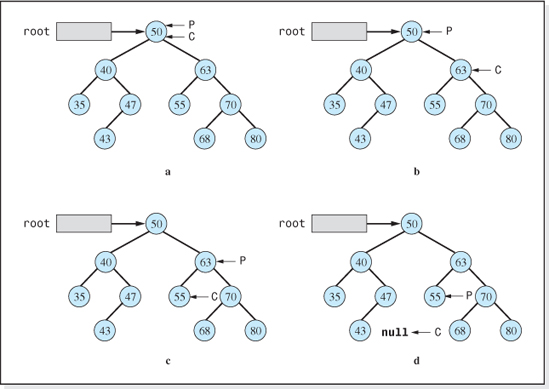 root 50 P
C
40 63
35 47 55 70
43 68 80
a
root 50 P
40 63 C
35 47 55 70
43 68 80
b
root 50
40 63 P
35 47 55 C 70
43 68 80
c
root 50
40 63
35 47 55 P 70
43 null C 68 80
d